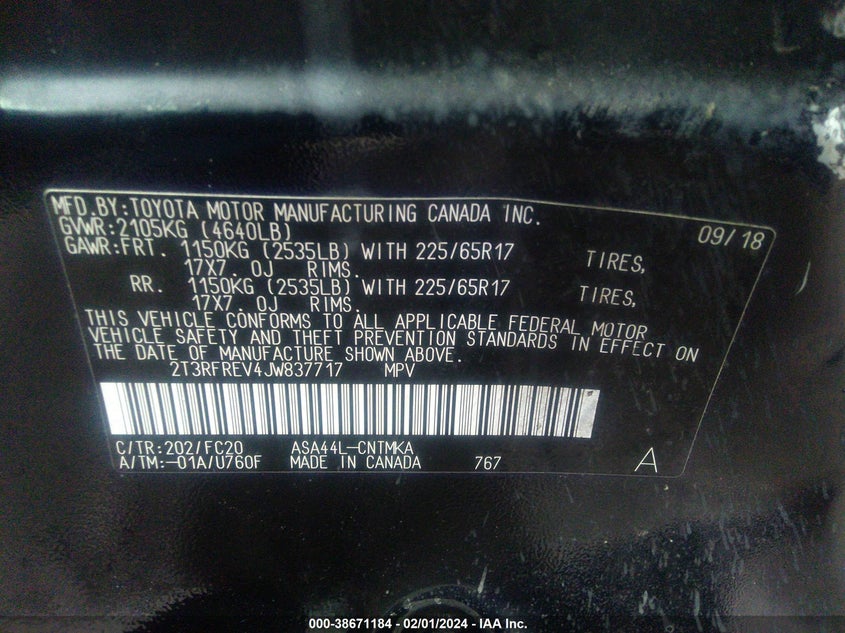 MFD.BY:TOYOTA MOTOR MANUFACTURING CANADA INC.
GVWR:2105KG (4640LB) 09/18
GAWR:FRT. 1150KG (2535LB) WITH 225/65R17 TIRES,
17X7. OJ RIMS.
RR. 1150KG (2535LB) WITH 225/65R17 TIRES,
17X7. OJ RIMS.
THIS VEHICLE CONFORMS TO ALL APPLICABLE FEDERAL MOTOR
VEHICLE SAFETY AND THEFT PREVENTION STANDARDS IN EFFECT ON
THE DATE OF MANUFACTURE SHOWN ABOVE.
2T3RFREV4JW837717 MPV
C/TR:202/FC20 ASA44L-CNTMKA
A/TM:-01A/U760F MADE IN CANADA 767 A
000-38671184 - 02/01/2024 - IAA Inc.